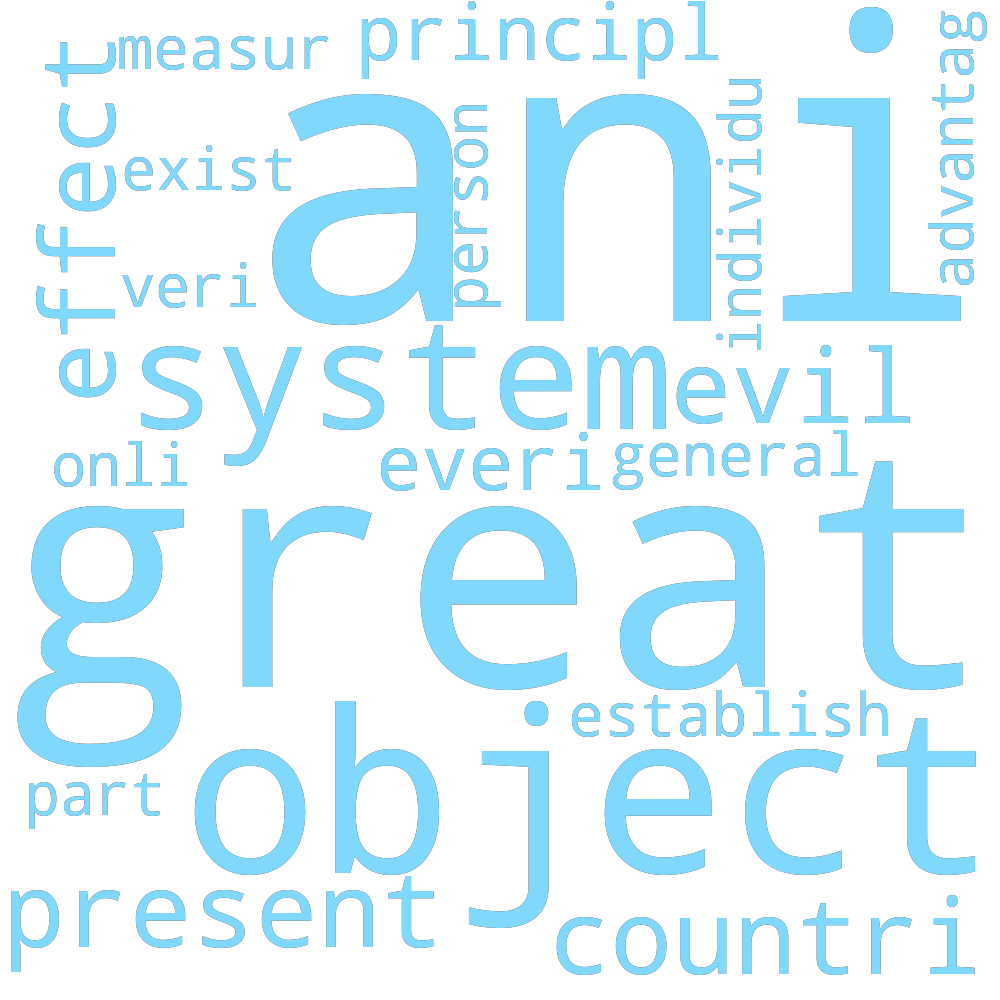 measur
principl
advantag
effect
ani
exist
person
individu
veri
system
evil
onli
everi
general
great
establish
object
part
present
countri